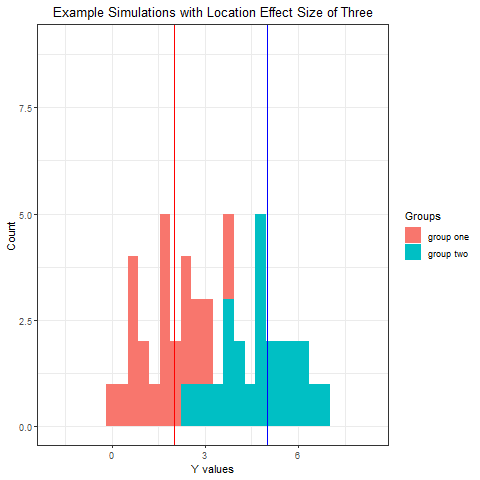 Example Simulations with Location Effect Size of Three
7.5
5.0
2.5
0.0
Count
0
3
6
Y values
Groups
group one
group two